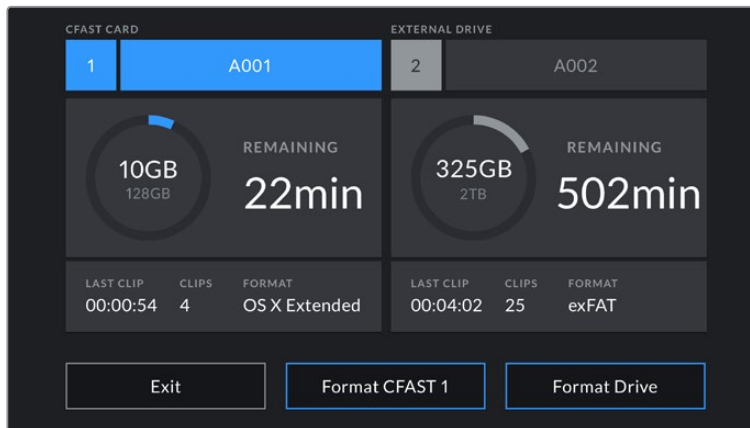 CFAST CARD EXTERNAL DRIVE
1 A001 2 A002
REMAINING REMAINING
10GB 22min 325GB 502min
128GB 2TB
LAST CLIP CLIPS FORMAT LAST CLIP CLIPS FORMAT
00:00:54 4 OS X Extended 00:04:02 25 exFAT
Exit Format CFAST 1 Format Drive